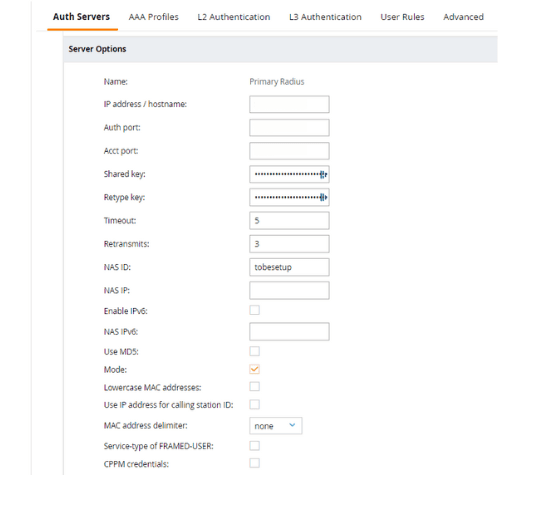 Auth Servers AAA Profiles L2 Authentication L3 Authentication User Rules Advanced
Server Options
Name: Primary Radius
IP address / hostname:
Auth port:
Acct port:
Shared key: ••••••••••••••••••••••
Retype key: ••••••••••••••••••••••
Timeout: 5
Retransmits: 3
NAS ID: tobesetup
NAS IP:
Enable IPv6:
NAS IPv6:
Use MD5:
Mode:
Lowercase MAC addresses:
Use IP address for calling station ID:
MAC address delimiter: none
Service-type of FRAMED-USER:
CPPM credentials: